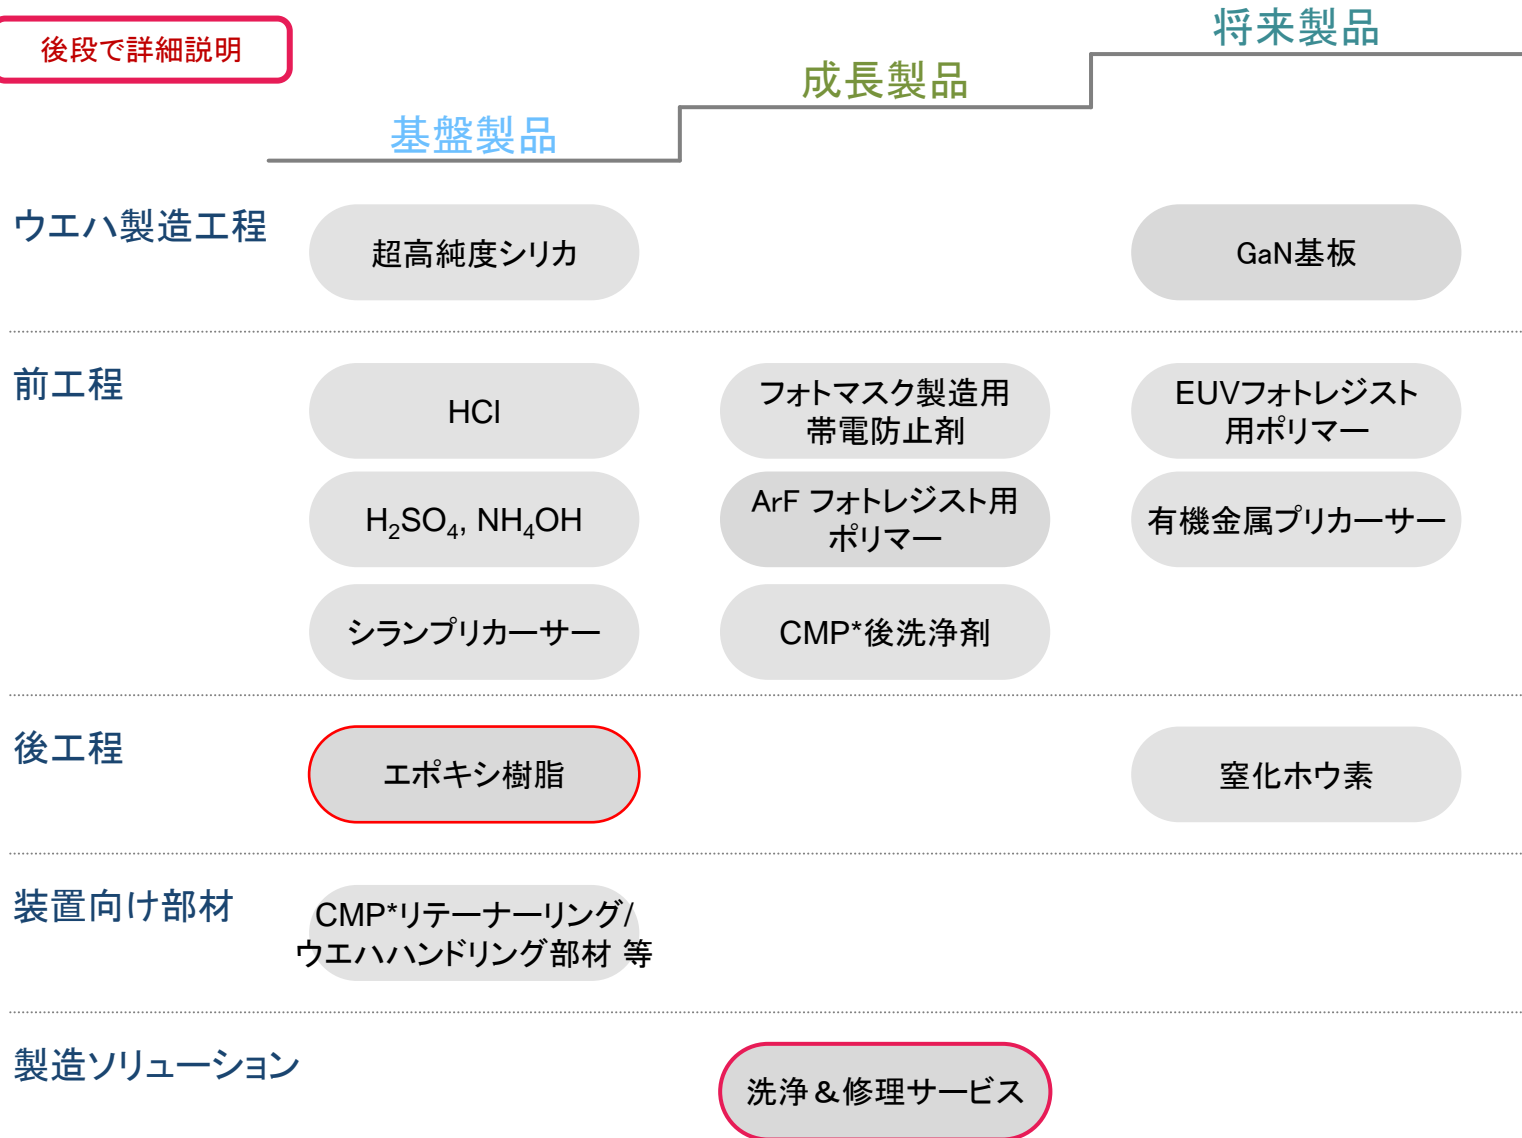 後段で詳細説明
将来製品
成長製品
基盤製品
ウエハ製造工程
超高純度シリカ
GaN基板
前工程
HCl
フォトマスク製造用
帯電防止剤
EUVフォトレジスト
用ポリマー
H₂SO₄, NH₄OH
ArF フォトレジスト用
ポリマー
有機金属プリカーサー
シランプリカーサー
CMP*後洗浄剤
後工程
エポキシ樹脂
窒化ホウ素
装置向け部材
CMP*リテーナーリング/
ウエハハンドリング部材 等
製造ソリューション
洗浄＆修理サービス